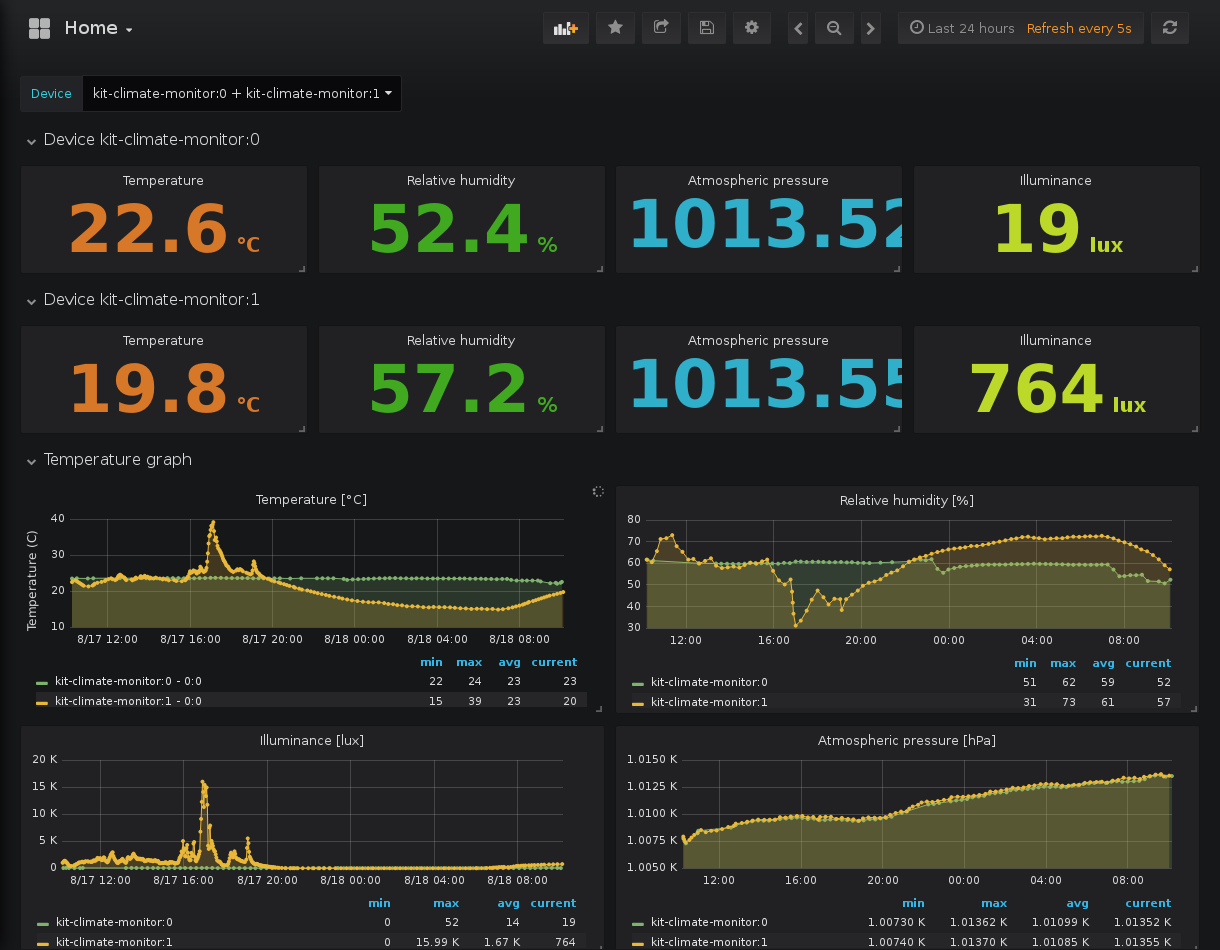 Home
Last 24 hours Refresh every 5s
Device kit-climate-monitor:0 + kit-climate-monitor:1
Device kit-climate-monitor:0
Temperature Relative humidity Atmospheric pressure Illuminance
22.6 °C 52.4 % 1013.52 19 lux
Device kit-climate-monitor:1
Temperature Relative humidity Atmospheric pressure Illuminance
19.8 °C 57.2 % 1013.55 764 lux
Temperature graph
Temperature [°C]
Temperature (C)
40
30
20
10
8/17 12:00 8/17 16:00 8/17 20:00 8/18 00:00 8/18 04:00 8/18 08:00
min max avg current
kit-climate-monitor:0 - 0:0 22 24 23 23
kit-climate-monitor:1 - 0:0 15 39 23 20
Relative humidity [%]
80
70
60
50
40
30
12:00 16:00 20:00 00:00 04:00 08:00
min max avg current
kit-climate-monitor:0 51 62 59 52
kit-climate-monitor:1 31 73 61 57
Illuminance [lux]
20 K
15 K
10 K
5 K
0
8/17 12:00 8/17 16:00 8/17 20:00 8/18 00:00 8/18 04:00 8/18 08:00
min max avg current
kit-climate-monitor:0 0 52 14 19
kit-climate-monitor:1 0 15.99 K 1.67 K 764
Atmospheric pressure [hPa]
1.0150 K
1.0125 K
1.0100 K
1.0075 K
1.0050 K
12:00 16:00 20:00 00:00 04:00 08:00
min max avg current
kit-climate-monitor:0 1.00730 K 1.01362 K 1.01099 K 1.01352 K
kit-climate-monitor:1 1.00740 K 1.01370 K 1.01085 K 1.01355 K